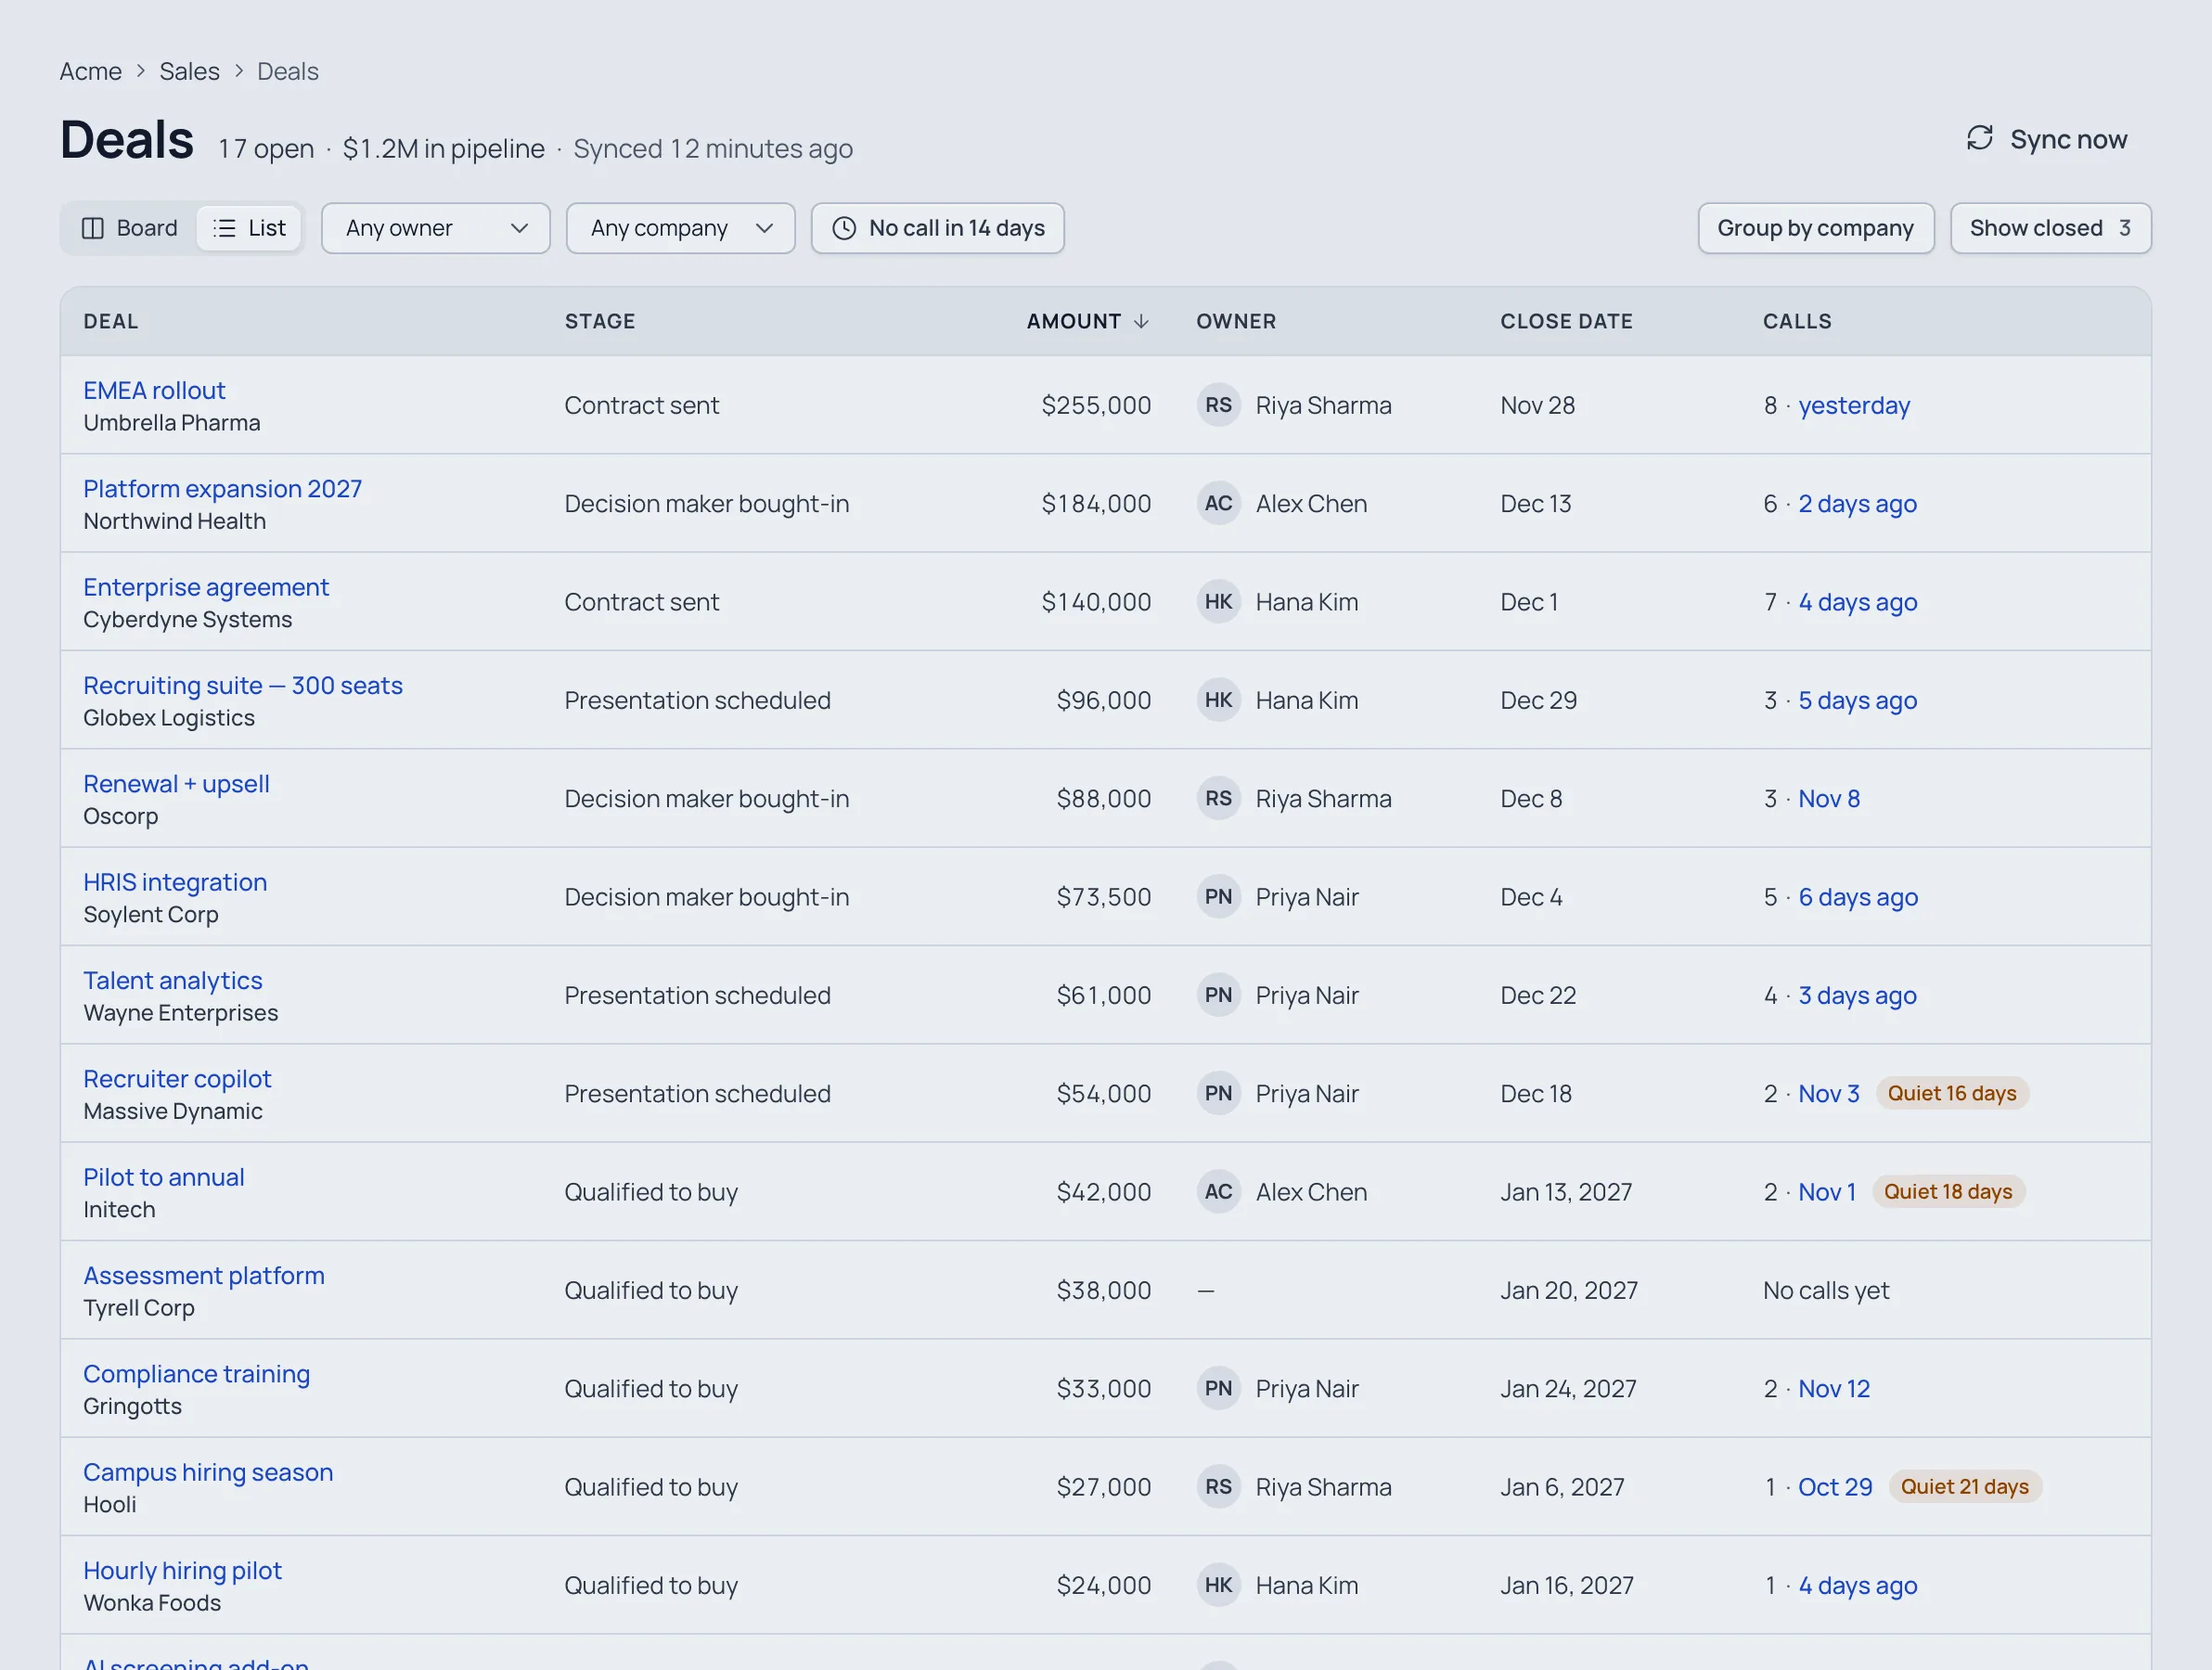 Acme > Sales > Deals
Deals 17 open · $1.2M in pipeline · Synced 12 minutes ago Sync now
Board List Any owner Any company No call in 14 days Group by company Show closed 3
DEAL STAGE AMOUNT ↓ OWNER CLOSE DATE CALLS
EMEA rollout
Umbrella Pharma
Contract sent $255,000 RS Riya Sharma Nov 28 8 · yesterday
Platform expansion 2027
Northwind Health
Decision maker bought-in $184,000 AC Alex Chen Dec 13 6 · 2 days ago
Enterprise agreement
Cyberdyne Systems
Contract sent $140,000 HK Hana Kim Dec 1 7 · 4 days ago
Recruiting suite — 300 seats
Globex Logistics
Presentation scheduled $96,000 HK Hana Kim Dec 29 3 · 5 days ago
Renewal + upsell
Oscorp
Decision maker bought-in $88,000 RS Riya Sharma Dec 8 3 · Nov 8
HRIS integration
Soylent Corp
Decision maker bought-in $73,500 PN Priya Nair Dec 4 5 · 6 days ago
Talent analytics
Wayne Enterprises
Presentation scheduled $61,000 PN Priya Nair Dec 22 4 · 3 days ago
Recruiter copilot
Massive Dynamic
Presentation scheduled $54,000 PN Priya Nair Dec 18 2 · Nov 3 Quiet 16 days
Pilot to annual
Initech
Qualified to buy $42,000 AC Alex Chen Jan 13, 2027 2 · Nov 1 Quiet 18 days
Assessment platform
Tyrell Corp
Qualified to buy $38,000 — Jan 20, 2027 No calls yet
Compliance training
Gringotts
Qualified to buy $33,000 PN Priya Nair Jan 24, 2027 2 · Nov 12
Campus hiring season
Hooli
Qualified to buy $27,000 RS Riya Sharma Jan 6, 2027 1 · Oct 29 Quiet 21 days
Hourly hiring pilot
Wonka Foods
Qualified to buy $24,000 HK Hana Kim Jan 16, 2027 1 · 4 days ago
AI screening add-on